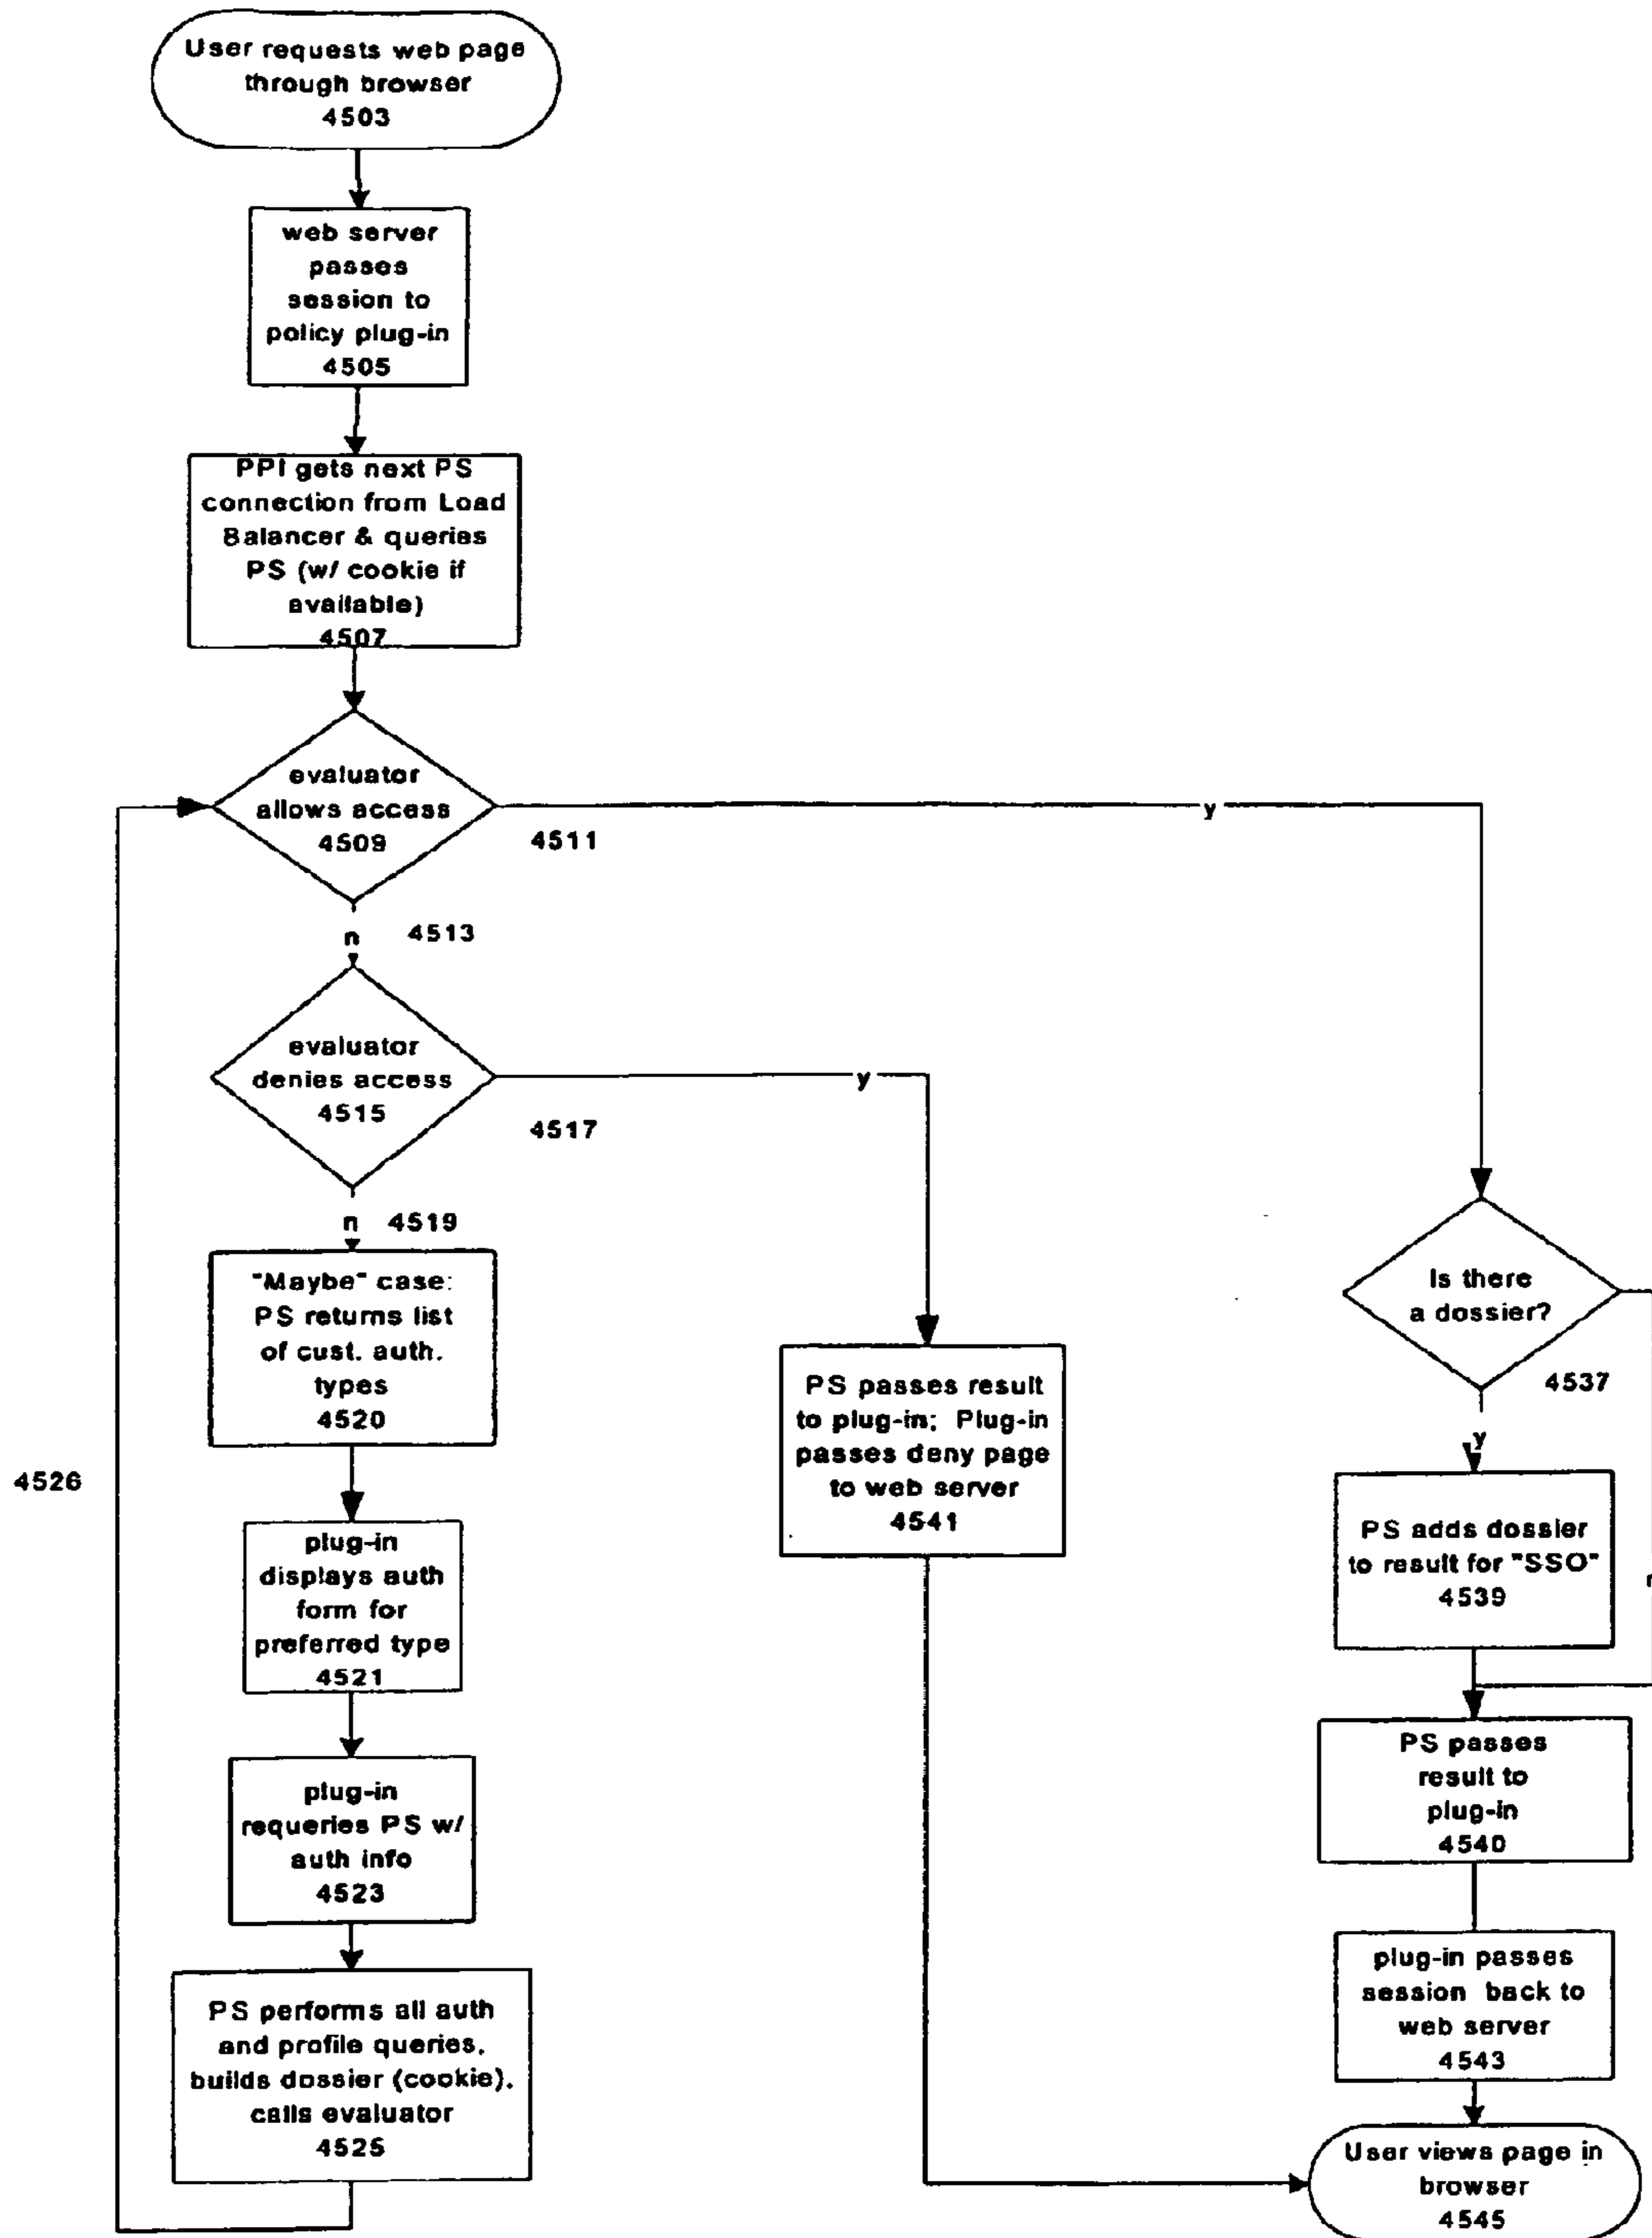 User requests web page
through browser
4503
web server
passes
session to
policy plug-in
4505
PPI gets next PS
connection from Load
Balancer & queries
PS (w/ cookie if
available)
4507
evaluator
allows access
4509
4511
y
n
4513
evaluator
denies access
4515
y
4517
n
4519
"Maybe" case:
PS returns list
of cust. auth.
types
4520
plug-in
displays auth
form for
preferred type
4521
plug-in
requeries PS w/
auth info
4523
PS performs all auth
and profile queries,
builds dossier (cookie),
calls evaluator
4525
4526
PS passes result
to plug-in; Plug-in
passes deny page
to web server
4541
Is there
a dossier?
4537
y
PS adds dossier
to result for "SSO"
4539
PS passes
result to
plug-in
4540
plug-in passes
session back to
web server
4543
User views page in
browser
4545